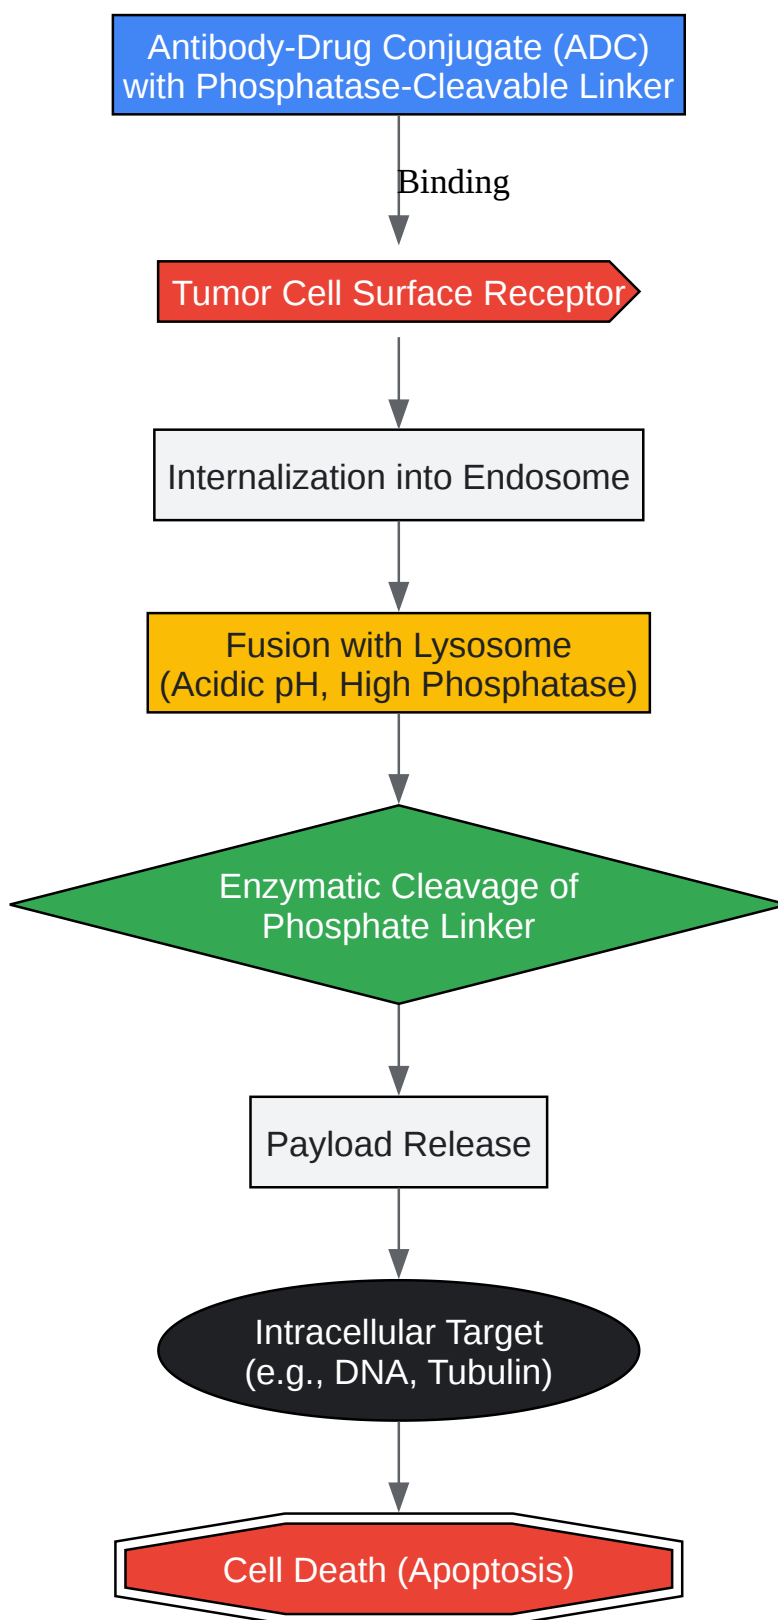 Antibody-Drug Conjugate (ADC)
with Phosphatase-Cleavable Linker
Binding
Tumor Cell Surface Receptor
Internalization into Endosome
Fusion with Lysosome
(Acidic pH, High Phosphatase)
Enzymatic Cleavage of
Phosphate Linker
Payload Release
Intracellular Target
(e.g., DNA, Tubulin)
Cell Death (Apoptosis)